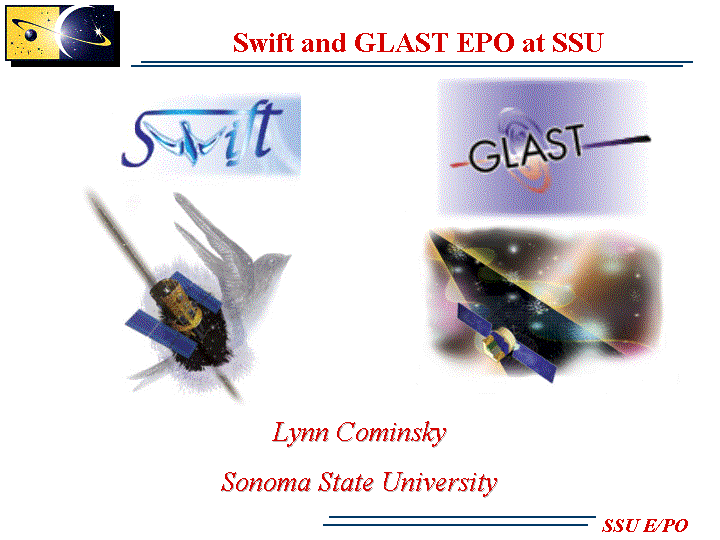 Swift and GLAST EPO at SSU
Swift
GLAST
Lynn Cominsky
Sonoma State University
SSU E/PO